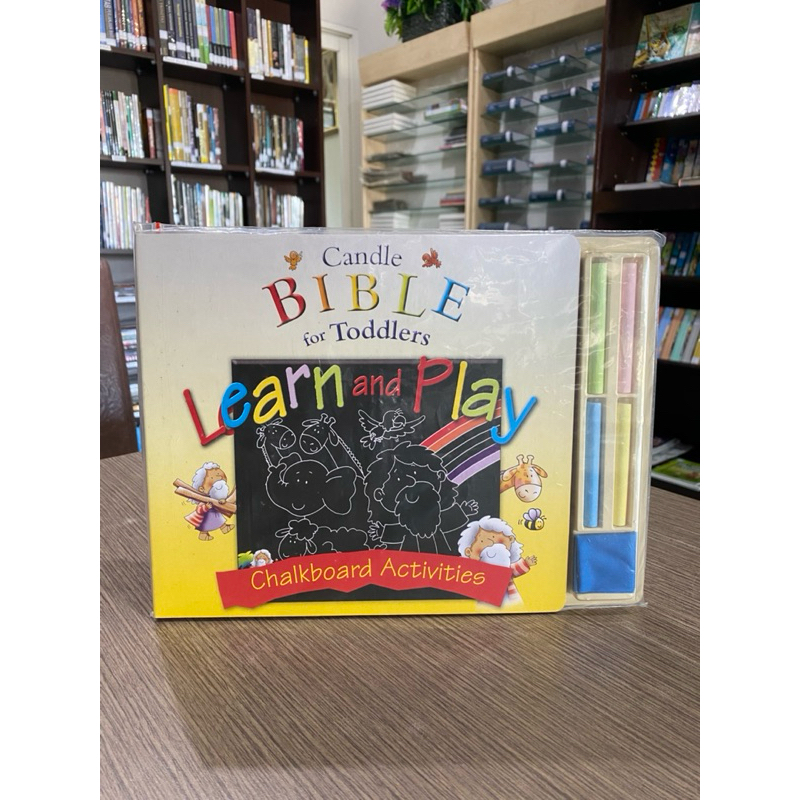 Candle
BIBLE
for Toddlers
Learn and Play
Chalkboard Activities